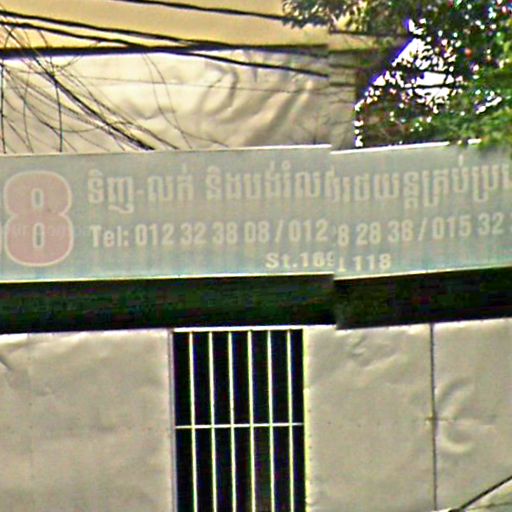 8
ទិញ-លក់ និងបង់រំលស់រថយន្តគ្រប់ប្រ
Tel: 012 32 38 08 / 012 8 28 38 / 015 32
St.169 118